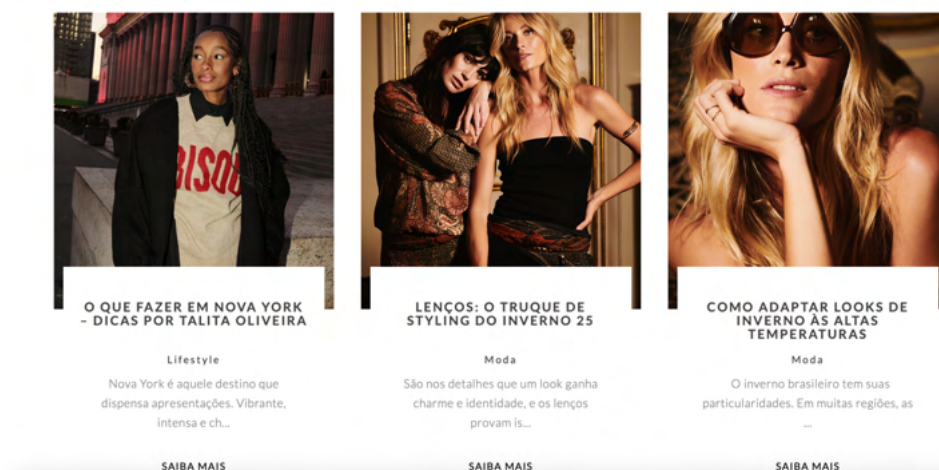 BISOU
O QUE FAZER EM NOVA YORK
– DICAS POR TALITA OLIVEIRA
Lifestyle
Nova York é aquele destino que
dispensa apresentações. Vibrante,
intensa e ch...
SAIBA MAIS
LENÇOS: O TRUQUE DE
STYLING DO INVERNO 25
Moda
São nos detalhes que um look ganha
charme e identidade, e os lenços
provam is...
SAIBA MAIS
COMO ADAPTAR LOOKS DE
INVERNO ÀS ALTAS
TEMPERATURAS
Moda
O inverno brasileiro tem suas
particularidades. Em muitas regiões, as
...
SAIBA MAIS